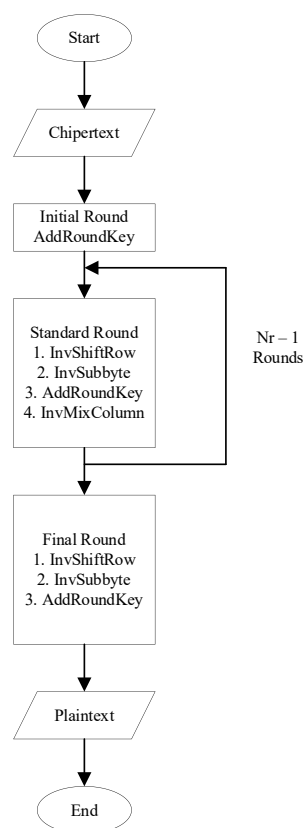 Start
Chipertext
Initial Round
AddRoundKey
Standard Round
1. InvShiftRow
2. InvSubbyte
3. AddRoundKey
4. InvMixColumn
Nr – 1
Rounds
Final Round
1. InvShiftRow
2. InvSubbyte
3. AddRoundKey
Plaintext
End